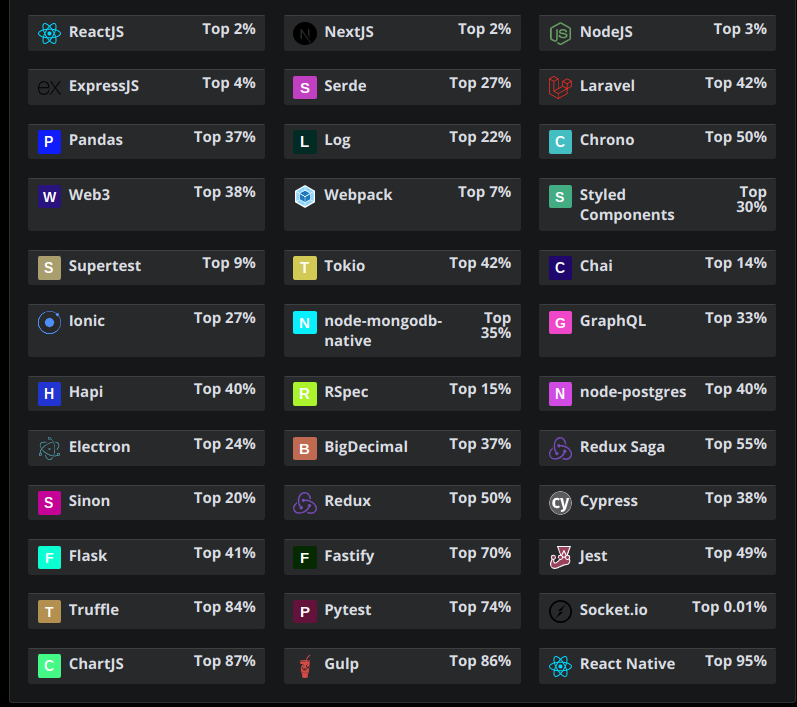 ReactJS Top 2%
N NextJS Top 2%
JS NodeJS Top 3%
ex ExpressJS Top 4%
S Serde Top 27%
Laravel Top 42%
P Pandas Top 37%
L Log Top 22%
C Chrono Top 50%
W Web3 Top 38%
Webpack Top 7%
S Styled Top
Components 30%
S Supertest Top 9%
T Tokio Top 42%
C Chai Top 14%
Ionic Top 27%
N node-mongodb- Top
native 35%
G GraphQL Top 33%
H Hapi Top 40%
R RSpec Top 15%
N node-postgres Top 40%
Electron Top 24%
B BigDecimal Top 37%
Redux Saga Top 55%
S Sinon Top 20%
Redux Top 50%
cy Cypress Top 38%
F Flask Top 41%
F Fastify Top 70%
Jest Top 49%
T Truffle Top 84%
P Pytest Top 74%
Socket.io Top 0.01%
C ChartJS Top 87%
Gulp Top 86%
React Native Top 95%